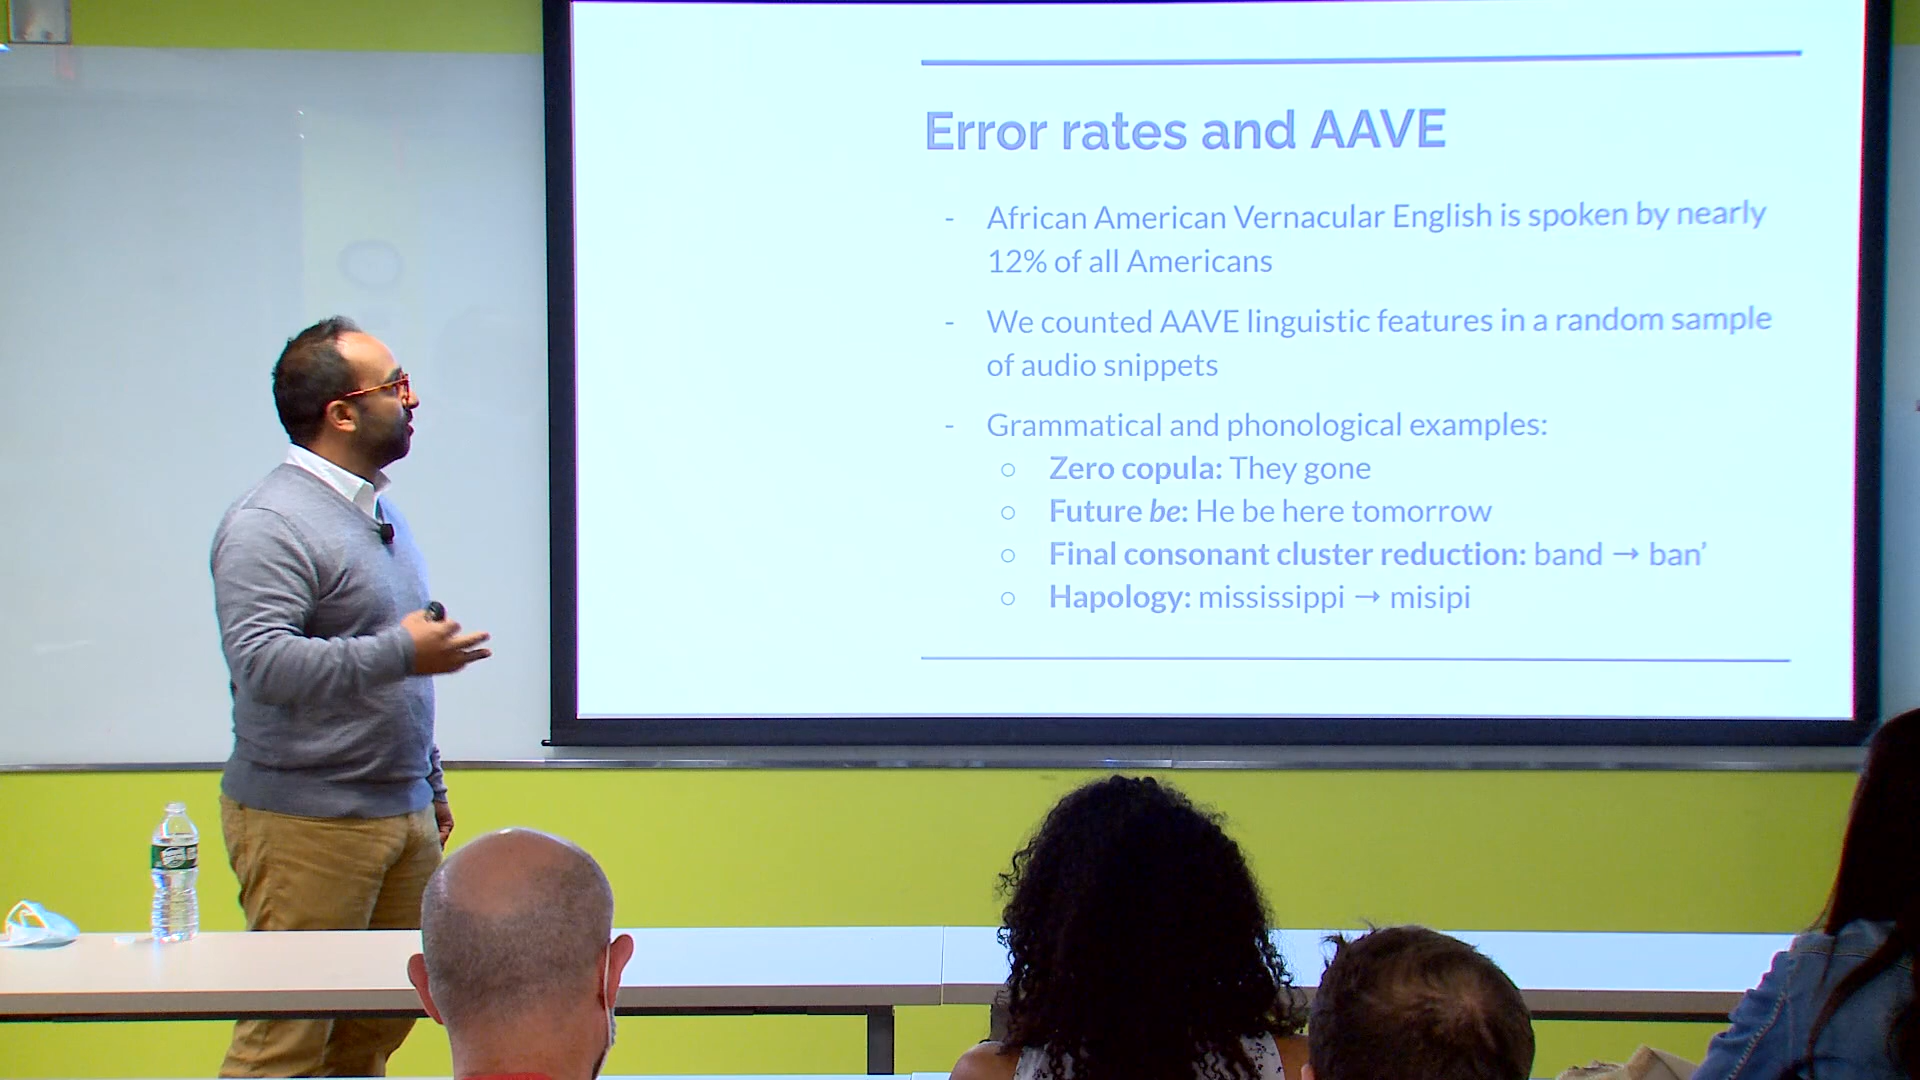 Error rates and AAVE
- African American Vernacular English is spoken by nearly
12% of all Americans
- We counted AAVE linguistic features in a random sample
of audio snippets
- Grammatical and phonological examples:
○ Zero copula: They gone
○ Future be: He be here tomorrow
○ Final consonant cluster reduction: band → ban’
○ Hapology: mississippi → misipi